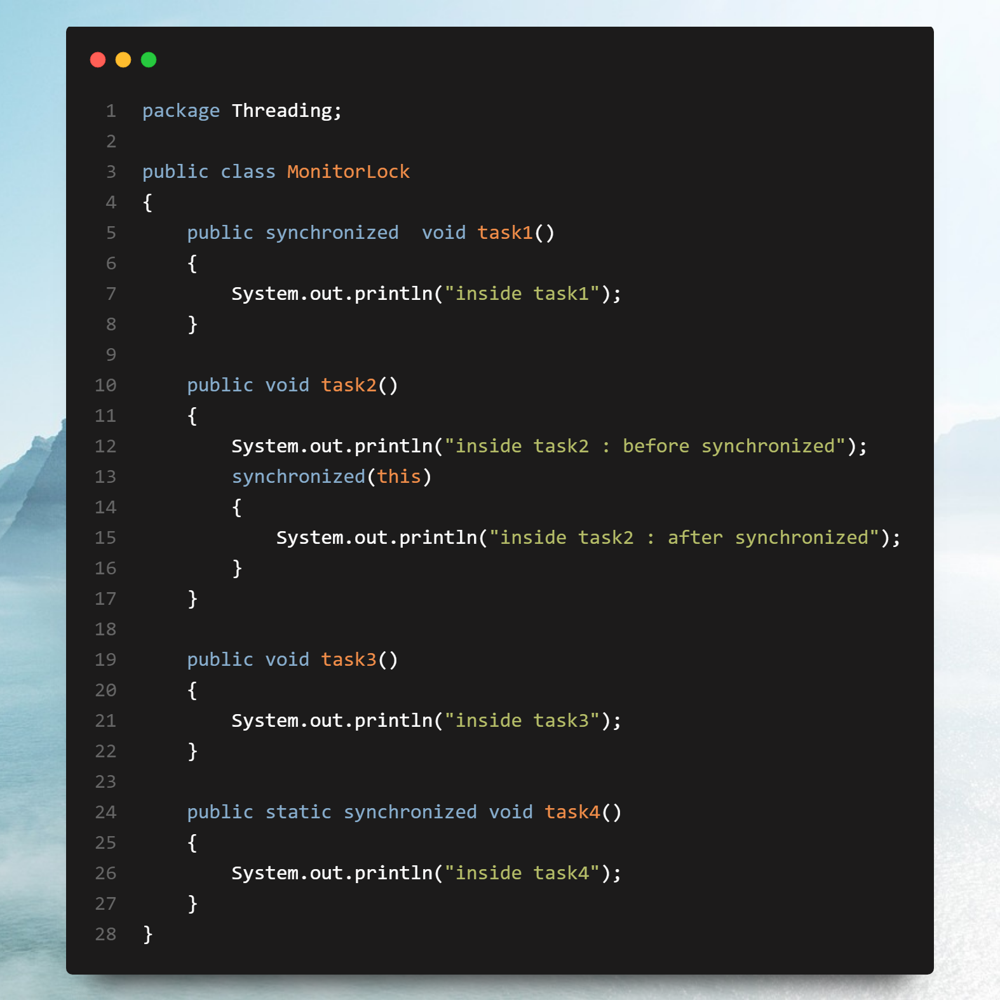 1 package Threading;
2
3 public class MonitorLock
4 {
5     public synchronized  void task1()
6     {
7         System.out.println("inside task1");
8     }
9
10     public void task2()
11     {
12         System.out.println("inside task2 : before synchronized");
13         synchronized(this)
14         {
15             System.out.println("inside task2 : after synchronized");
16         }
17     }
18
19     public void task3()
20     {
21         System.out.println("inside task3");
22     }
23
24     public static synchronized void task4()
25     {
26         System.out.println("inside task4");
27     }
28 }